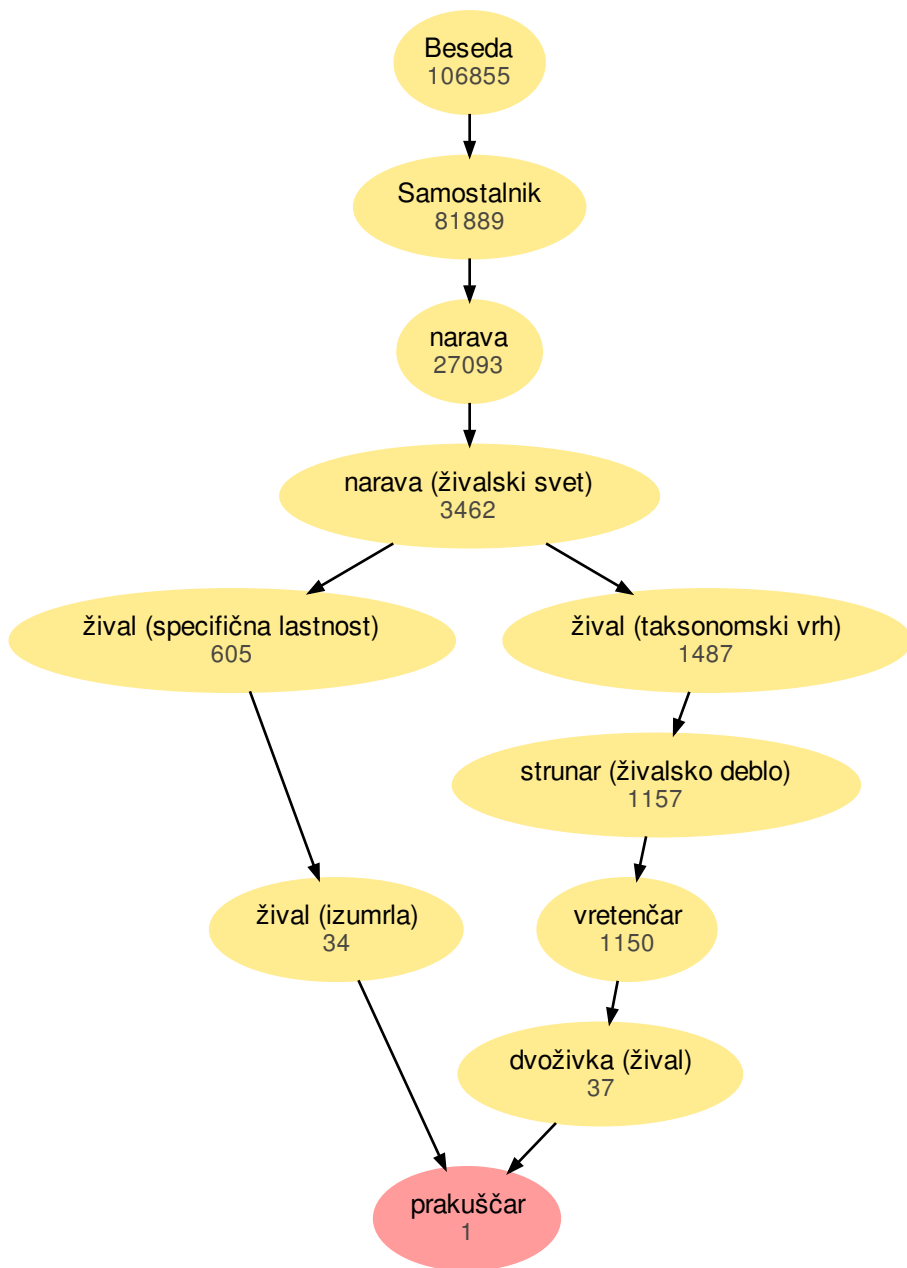 Beseda
106855
Samostalnik
81889
narava
27093
narava (živalski svet)
3462
žival (specifična lastnost)
605
žival (taksonomski vrh)
1487
strunar (živalsko deblo)
1157
žival (izumrla)
34
vretenčar
1150
dvoživka (žival)
37
prakuščar
1